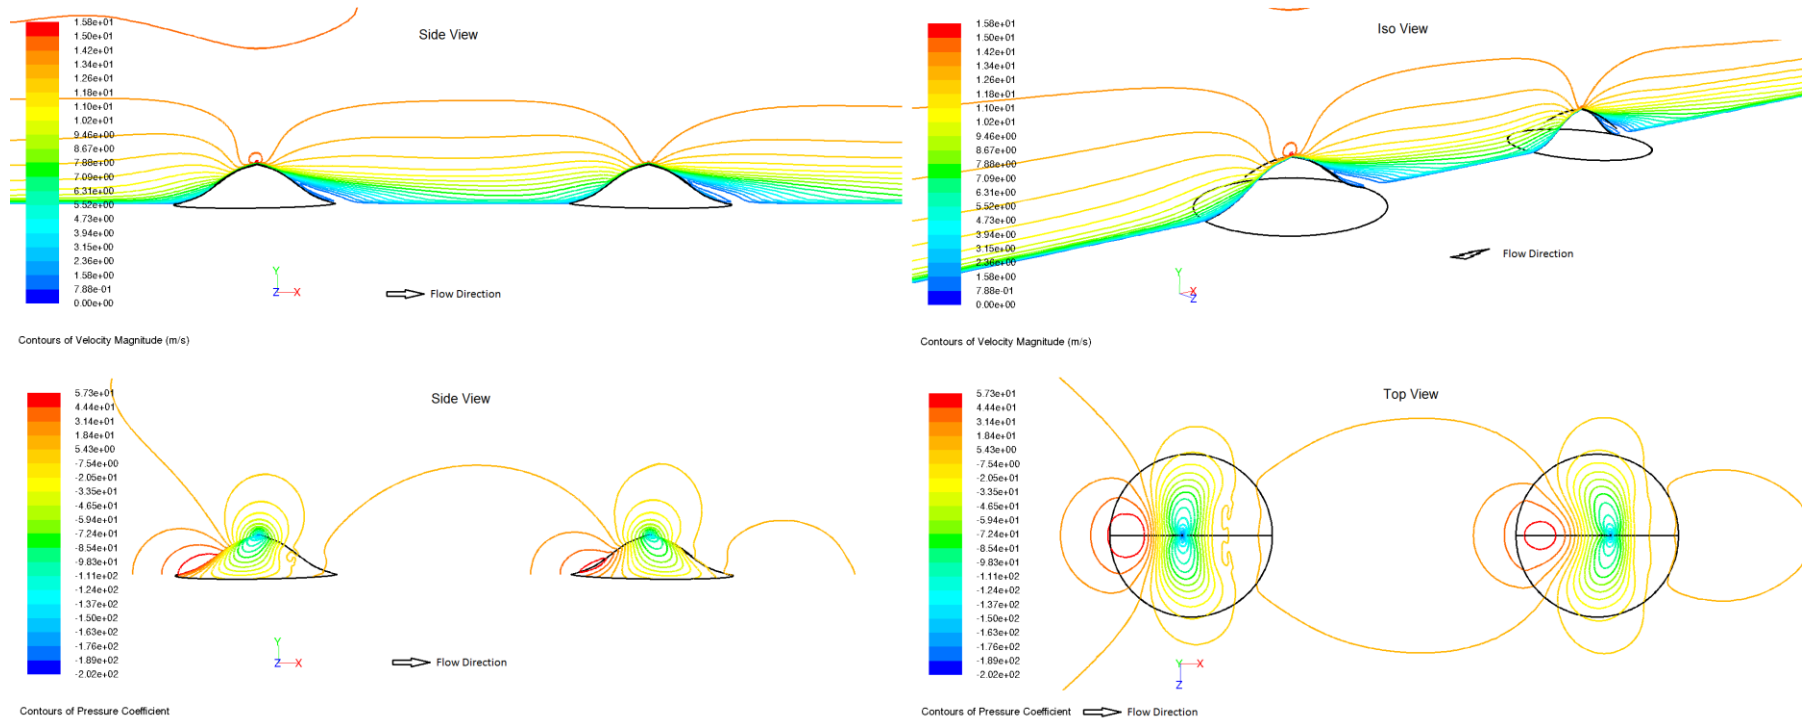 Side View
1.58e+01
1.50e+01
1.42e+01
1.34e+01
1.26e+01
1.18e+01
1.10e+01
1.02e+01
9.46e+00
8.67e+00
7.88e+00
7.09e+00
6.31e+00
5.52e+00
4.73e+00
3.94e+00
3.15e+00
2.36e+00
1.58e+00
7.88e-01
0.00e+00
Y
Z X
Flow Direction
Contours of Velocity Magnitude (m/s)
Iso View
1.58e+01
1.50e+01
1.42e+01
1.34e+01
1.26e+01
1.18e+01
1.10e+01
1.02e+01
9.46e+00
8.67e+00
7.88e+00
7.09e+00
6.31e+00
5.52e+00
4.73e+00
3.94e+00
3.15e+00
2.36e+00
1.58e+00
7.88e-01
0.00e+00
Y
X
Z
Flow Direction
Contours of Velocity Magnitude (m/s)
Side View
5.73e+01
4.44e+01
3.14e+01
1.84e+01
5.43e+00
-7.54e+00
-2.05e+01
-3.35e+01
-4.65e+01
-5.94e+01
-7.24e+01
-8.54e+01
-9.83e+01
-1.11e+02
-1.24e+02
-1.37e+02
-1.50e+02
-1.63e+02
-1.76e+02
-1.89e+02
-2.02e+02
Y
Z X
Flow Direction
Contours of Pressure Coefficient
Top View
5.73e+01
4.44e+01
3.14e+01
1.84e+01
5.43e+00
-7.54e+00
-2.05e+01
-3.35e+01
-4.65e+01
-5.94e+01
-7.24e+01
-8.54e+01
-9.83e+01
-1.11e+02
-1.24e+02
-1.37e+02
-1.50e+02
-1.63e+02
-1.76e+02
-1.89e+02
-2.02e+02
Y X
Z
Contours of Pressure Coefficient Flow Direction